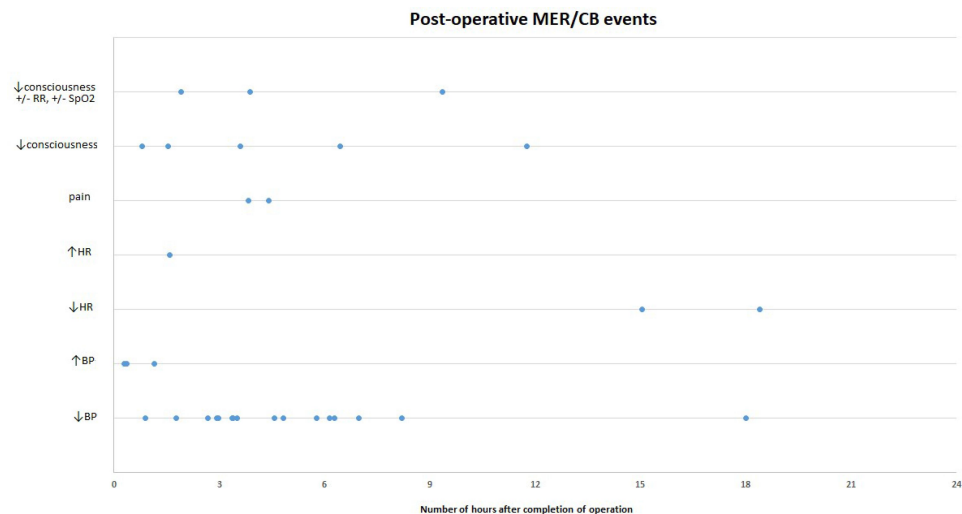 Post-operative MER/CB events
↓consciousness
+/- RR, +/- SpO2
↓consciousness
pain
↑HR
↓HR
↑BP
↓BP
0 3 6 9 12 15 18 21 24
Number of hours after completion of operation